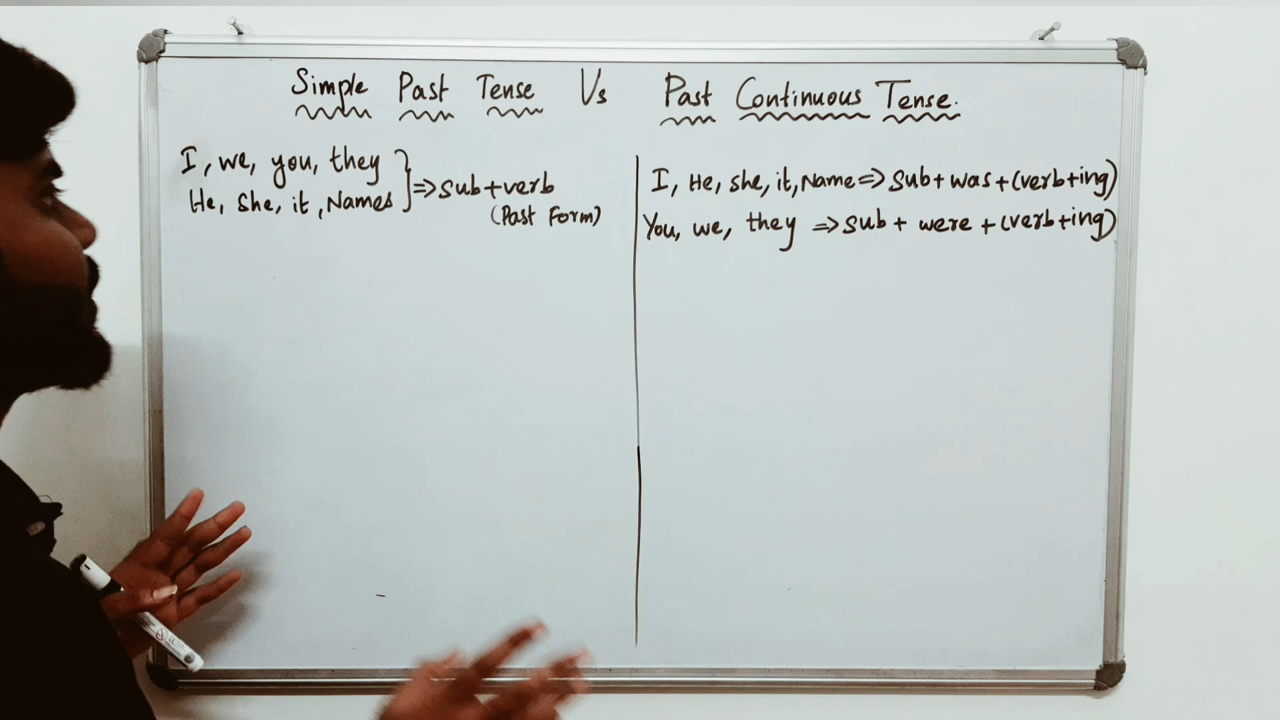 Simple Past Tense Vs Past Continuous Tense.
I, we, you, they
He, she, it, Names } => sub+verb
(Past Form)
I, He, she, it, Name => Sub+was+(verb+ing)
You, we, they => sub + were + (verb+ing)